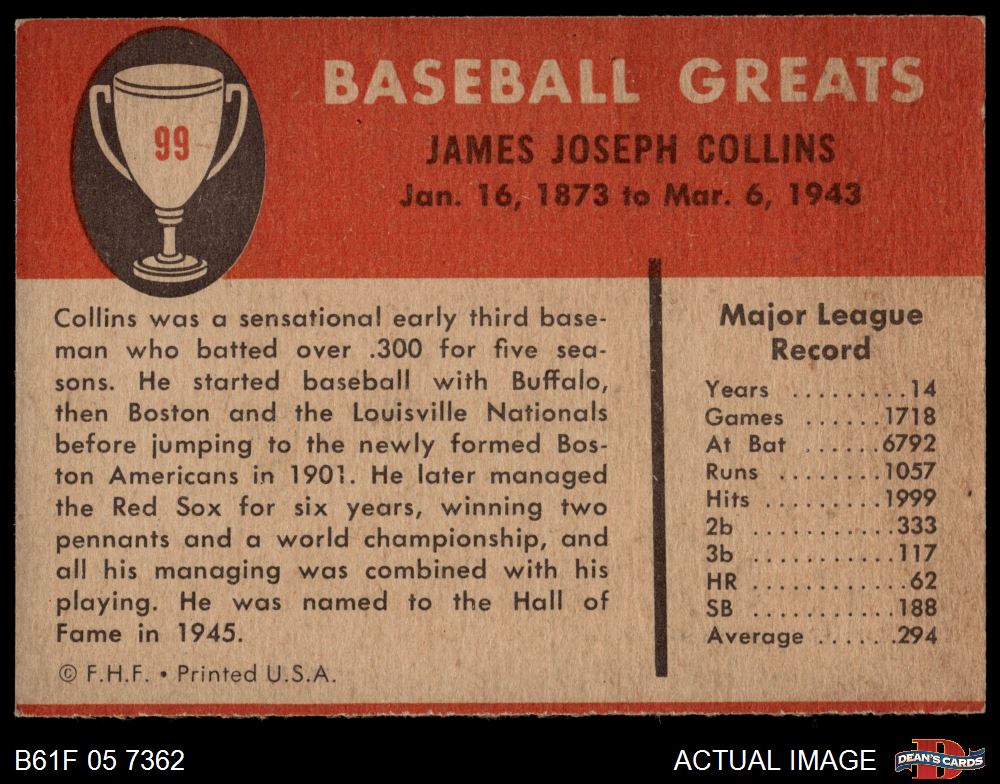 99
BASEBALL GREATS
JAMES JOSEPH COLLINS
Jan. 16, 1873 to Mar. 6, 1943
Collins was a sensational early third base-
man who batted over .300 for five sea-
sons. He started baseball with Buffalo,
then Boston and the Louisville Nationals
before jumping to the newly formed Bos-
ton Americans in 1901. He later managed
the Red Sox for six years, winning two
pennants and a world championship, and
all his managing was combined with his
playing. He was named to the Hall of
Fame in 1945.
© F.H.F. • Printed U.S.A.
Major League
Record
Years .........14
Games ......1718
At Bat ......6792
Runs ........1057
Hits .........1999
2b ...........333
3b ...........117
HR ............62
SB ...........188
Average ......294
B61F 05 7362
ACTUAL IMAGE
D
DEAN'S CARDS